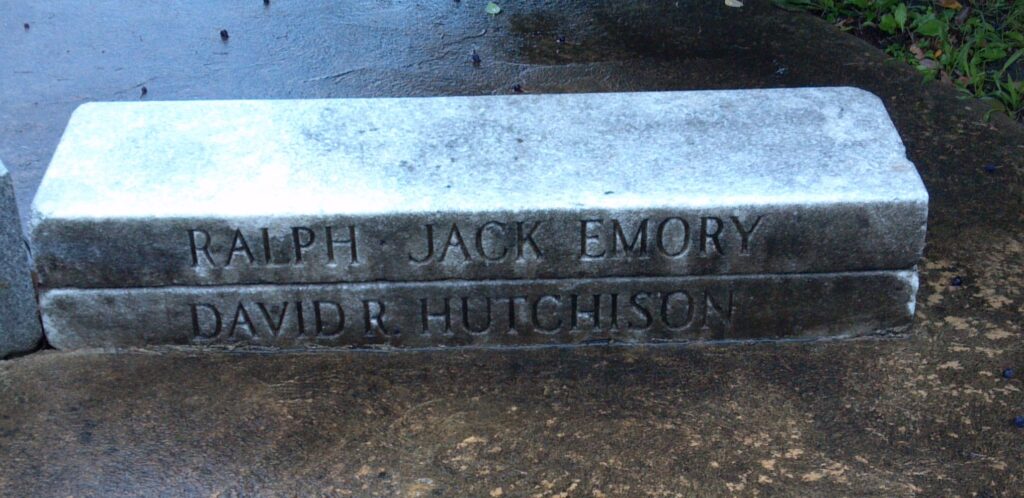 RALPH JACK EMORY
DAVID R. HUTCHISON